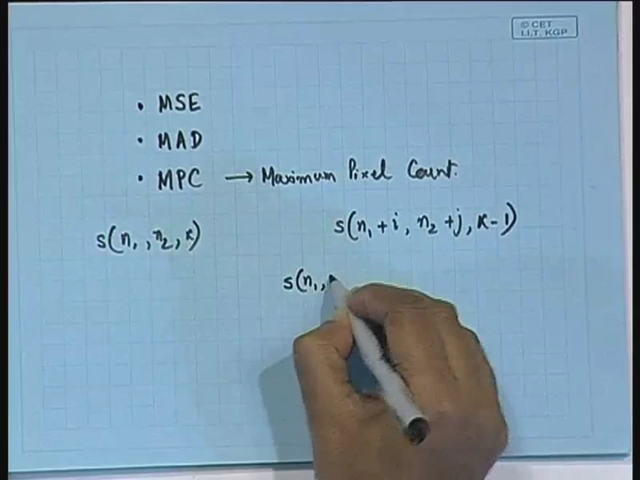 © CET
I.I.T. KGP
• MSE
• MAD
• MPC → Maximum Pixel Count.
s(n₁, n₂, k) s(n₁+i, n₂+j, k-1)
s(n₁,